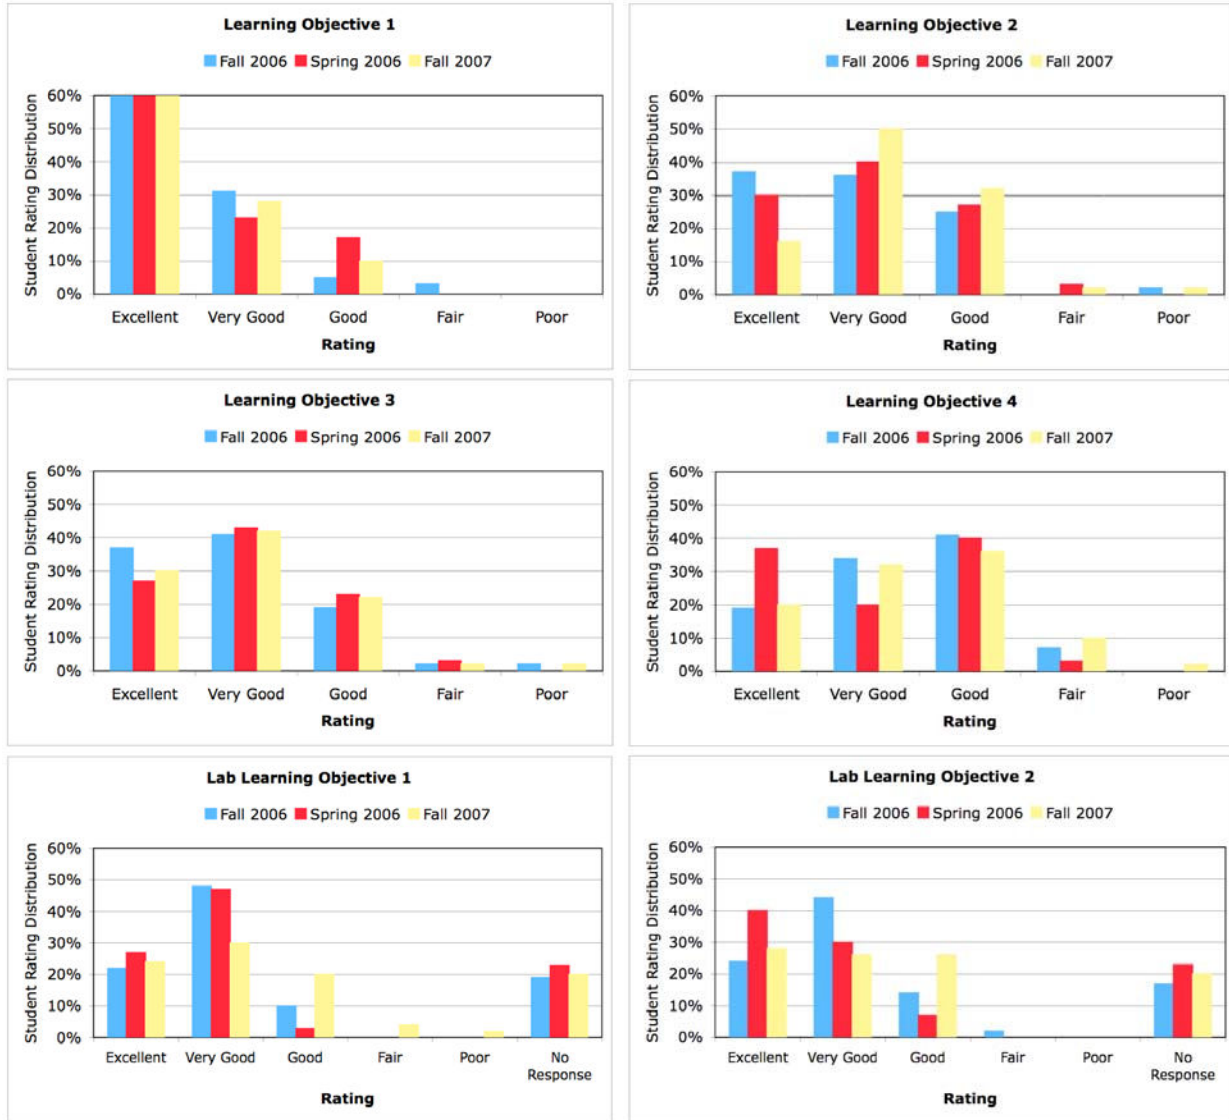 Learning Objective 1
Fall 2006 Spring 2006 Fall 2007
Student Rating Distribution
60%
50%
40%
30%
20%
10%
0%
Excellent Very Good Good Fair Poor
Rating
Learning Objective 2
Fall 2006 Spring 2006 Fall 2007
Student Rating Distribution
60%
50%
40%
30%
20%
10%
0%
Excellent Very Good Good Fair Poor
Rating
Learning Objective 3
Fall 2006 Spring 2006 Fall 2007
Student Rating Distribution
60%
50%
40%
30%
20%
10%
0%
Excellent Very Good Good Fair Poor
Rating
Learning Objective 4
Fall 2006 Spring 2006 Fall 2007
Student Rating Distribution
60%
50%
40%
30%
20%
10%
0%
Excellent Very Good Good Fair Poor
Rating
Lab Learning Objective 1
Fall 2006 Spring 2006 Fall 2007
Student Rating Distribution
60%
50%
40%
30%
20%
10%
0%
Excellent Very Good Good Fair Poor No
Response
Rating
Lab Learning Objective 2
Fall 2006 Spring 2006 Fall 2007
Student Rating Distribution
60%
50%
40%
30%
20%
10%
0%
Excellent Very Good Good Fair Poor No
Response
Rating